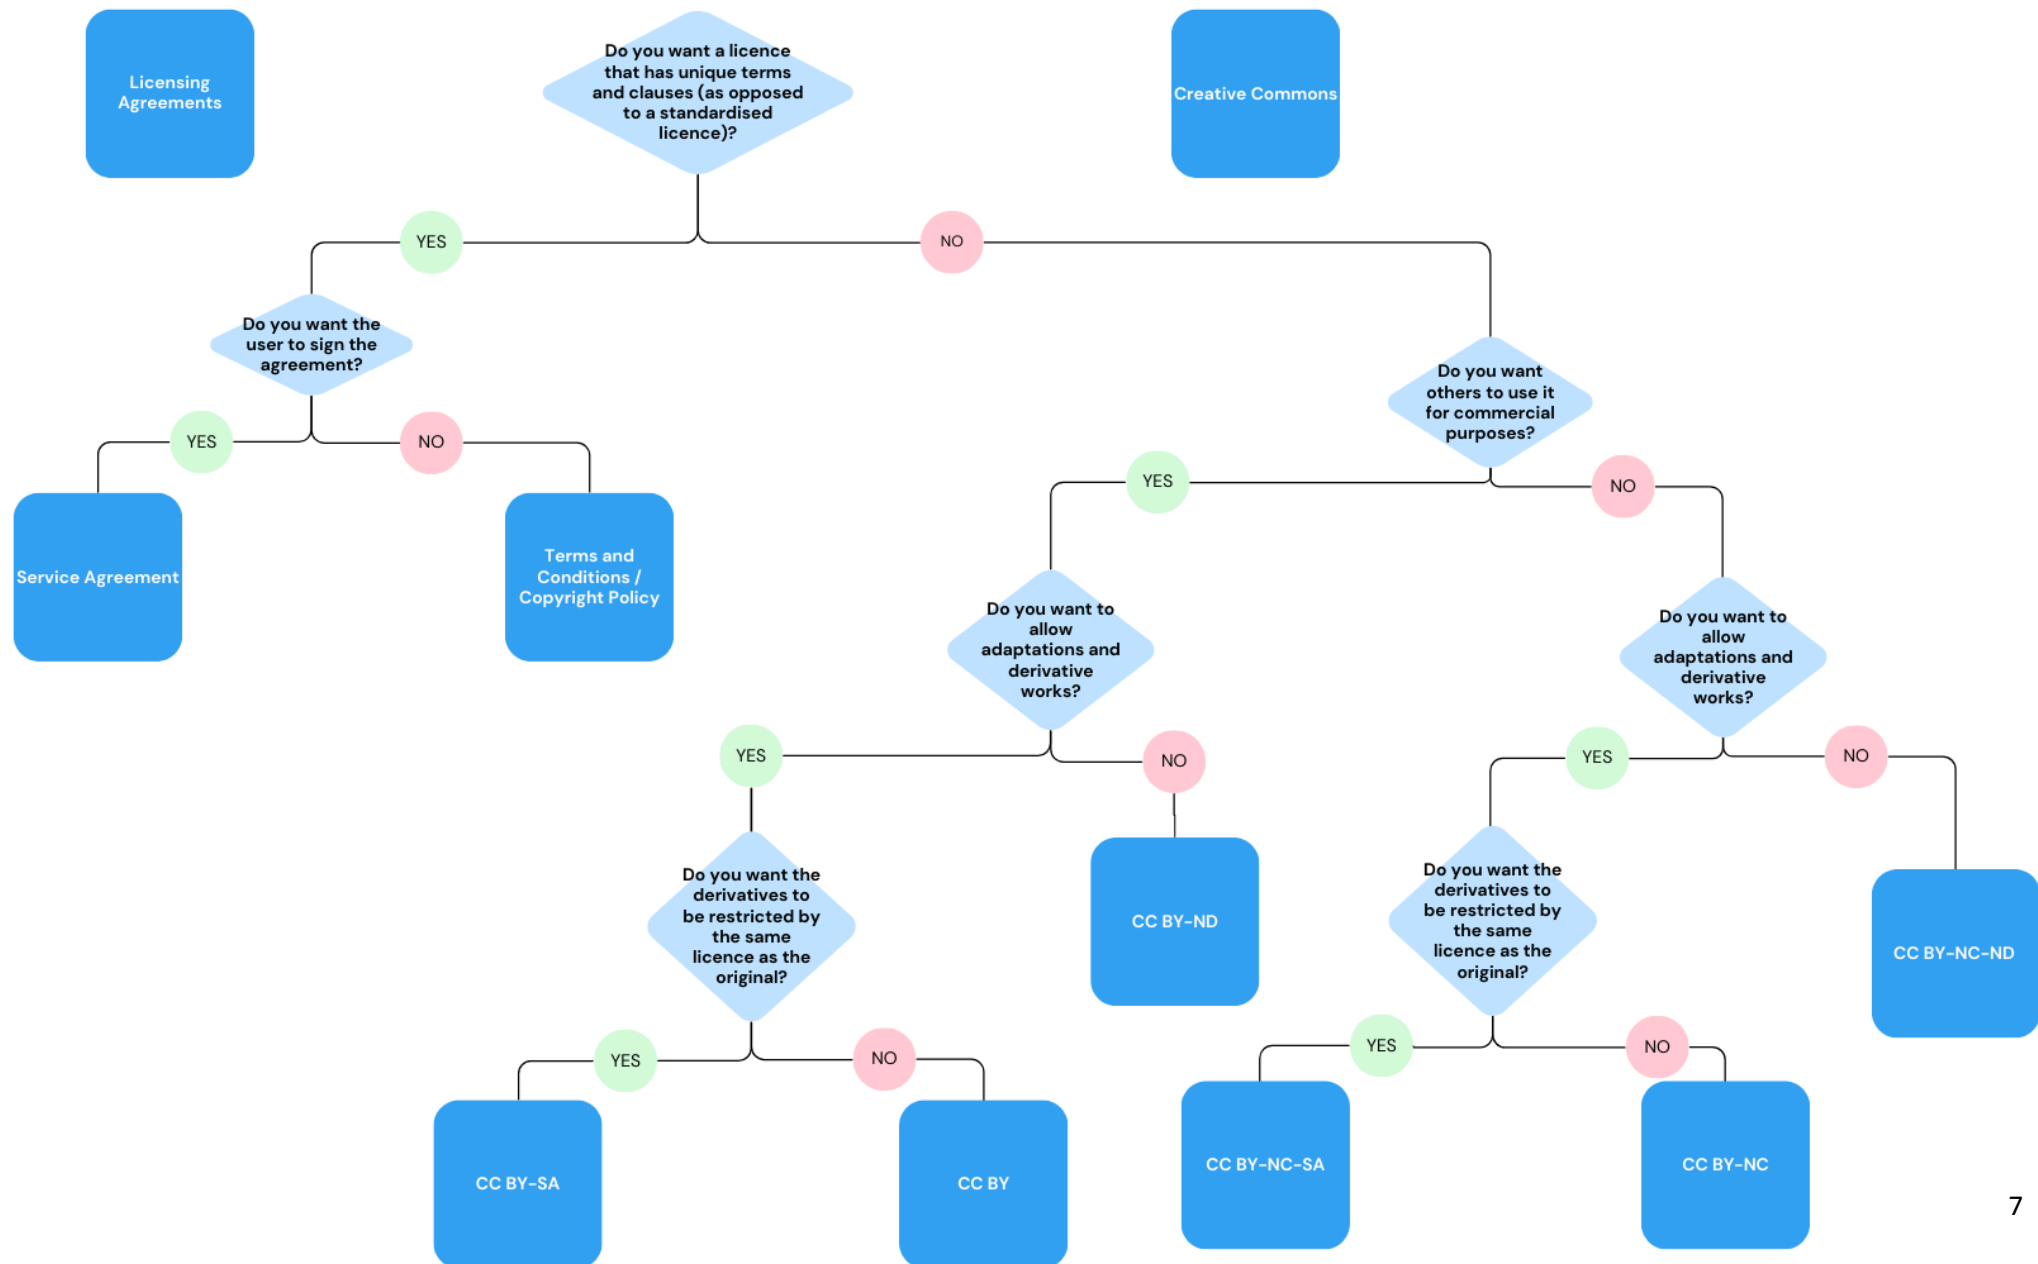 Licensing
Agreements
Do you want a licence
that has unique terms
and clauses (as opposed
to a standardised
licence)?
Creative Commons
YES
NO
Do you want the
user to sign the
agreement?
Do you want
others to use it
for commercial
purposes?
YES
NO
YES
NO
Service Agreement
Terms and
Conditions /
Copyright Policy
Do you want to
allow
adaptations and
derivative
works?
Do you want to
allow
adaptations and
derivative
works?
YES
NO
YES
NO
Do you want the
derivatives to
be restricted by
the same
licence as the
original?
CC BY-ND
Do you want the
derivatives to
be restricted by
the same
licence as the
original?
CC BY-NC-ND
YES
NO
YES
NO
CC BY-SA
CC BY
CC BY-NC-SA
CC BY-NC
7